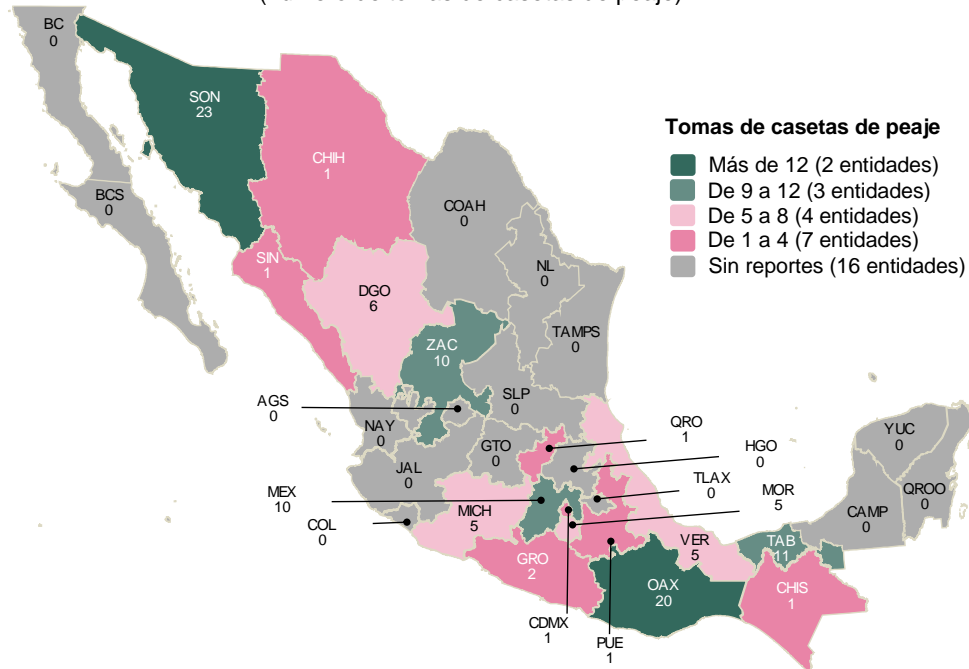 BC
0
SON
23
CHIH
1
BCS
0
COAH
0
SIN
1
NL
0
DGO
6
TAMPS
0
ZAC
10
AGS
0
SLP
0
NAY
0
GTO
0
QRO
1
HGO
0
YUC
0
JAL
0
TLAX
0
MEX
10
MICH
5
MOR
5
QROO
0
CAMP
0
COL
0
VER
5
TAB
11
GRO
2
OAX
20
CHIS
1
CDMX
1
PUE
1
Tomas de casetas de peaje
Más de 12 (2 entidades)
De 9 a 12 (3 entidades)
De 5 a 8 (4 entidades)
De 1 a 4 (7 entidades)
Sin reportes (16 entidades)